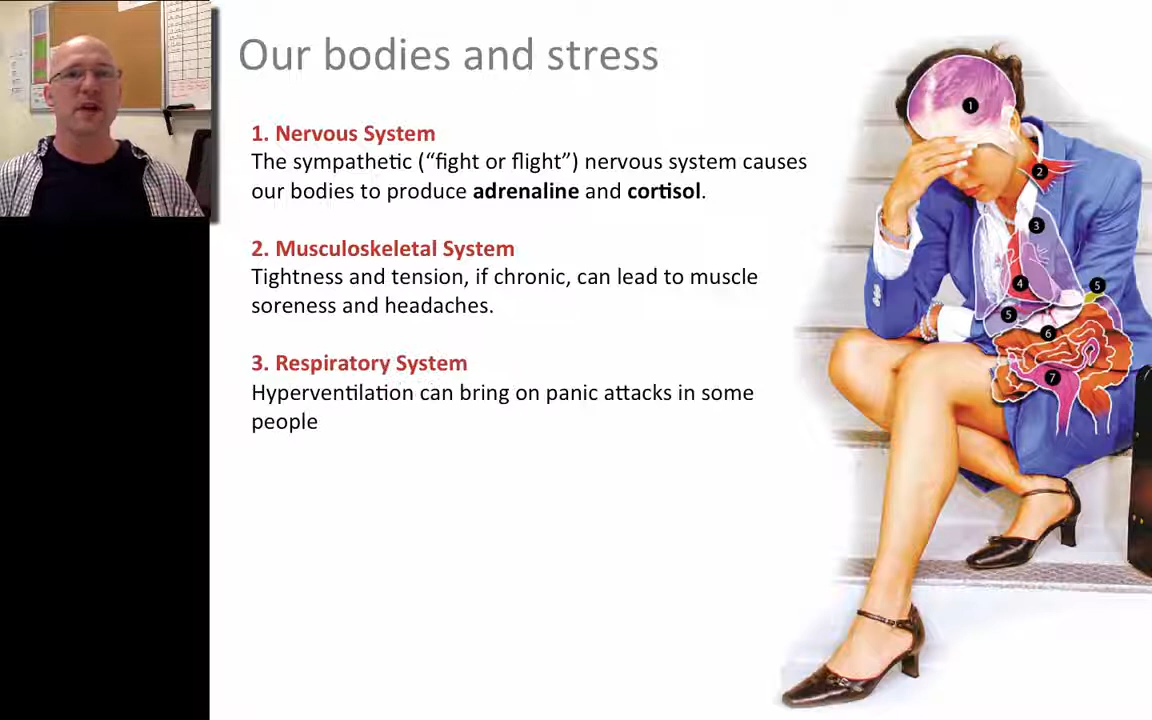 Our bodies and stress
1. Nervous System
The sympathetic (“fight or flight”) nervous system causes
our bodies to produce adrenaline and cortisol.
2. Musculoskeletal System
Tightness and tension, if chronic, can lead to muscle
soreness and headaches.
3. Respiratory System
Hyperventilation can bring on panic attacks in some
people
1
2
3
4
5
5
6
7